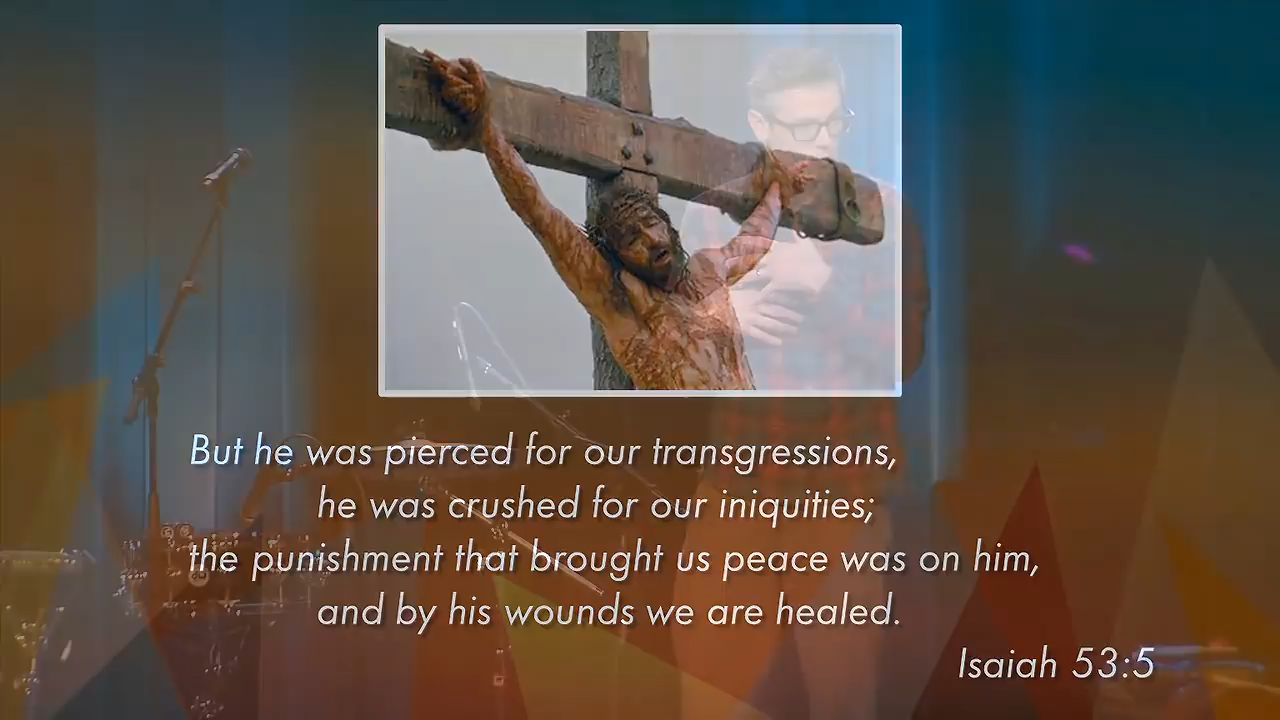 But he was pierced for our transgressions,
he was crushed for our iniquities;
the punishment that brought us peace was on him,
and by his wounds we are healed.
Isaiah 53:5